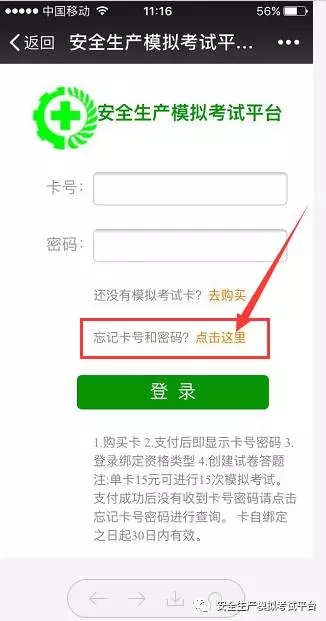 中国移动 11:16 56%
返回 安全生产模拟考试平...
安全生产模拟考试平台
卡号：
密码：
还没有模拟考试卡？去购买
忘记卡号和密码？点击这里
登 录
1.购买卡 2.支付后即显示卡号密码 3.
登录绑定资格类型 4.创建试卷答题
注:单卡15元可进行15次模拟考试。
支付成功后没有收到卡号密码请点击
忘记卡号密码进行查询。 卡自绑定
之日起30日内有效。
安全生产模拟考试平台